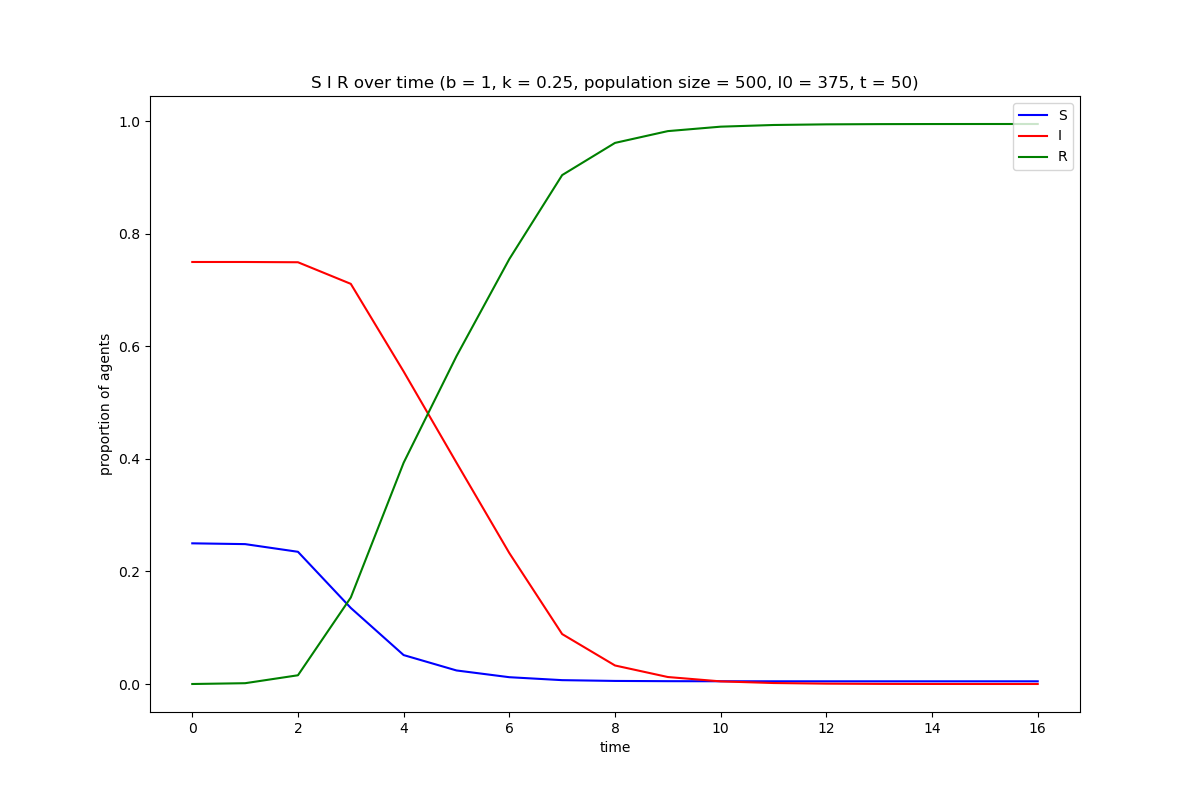 S I R over time (b = 1, k = 0.25, population size = 500, I0 = 375, t = 50)
S
I
R
1.0
0.8
0.6
0.4
0.2
0.0
proportion of agents
0 2 4 6 8 10 12 14 16
time